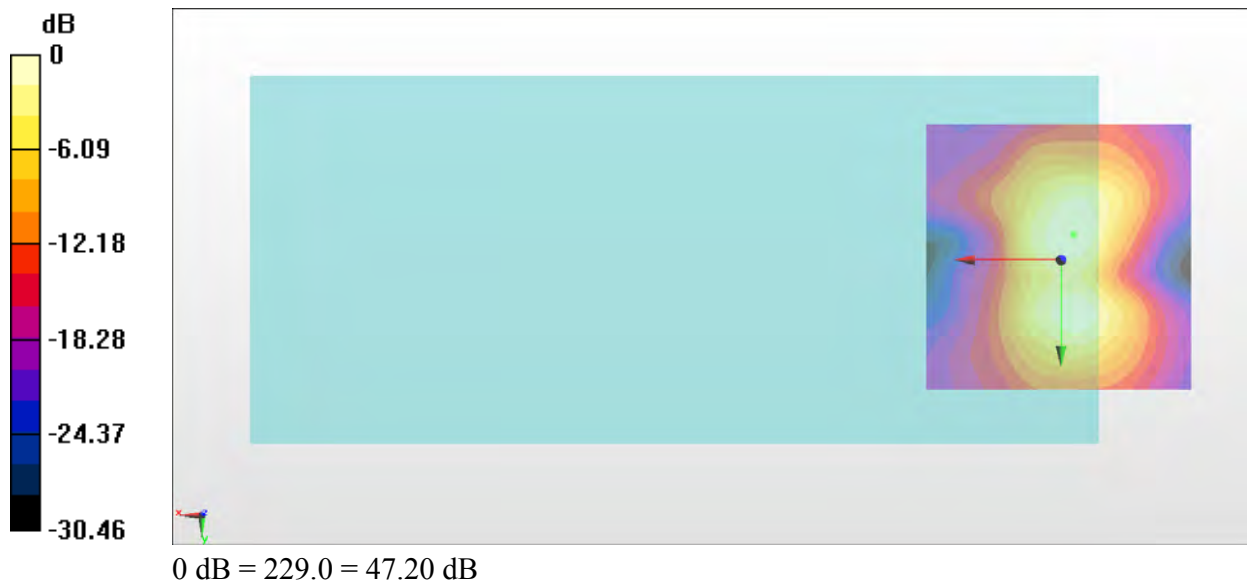 dB
0
-6.09
-12.18
-18.28
-24.37
-30.46
x
z
y
0 dB = 229.0 = 47.20 dB